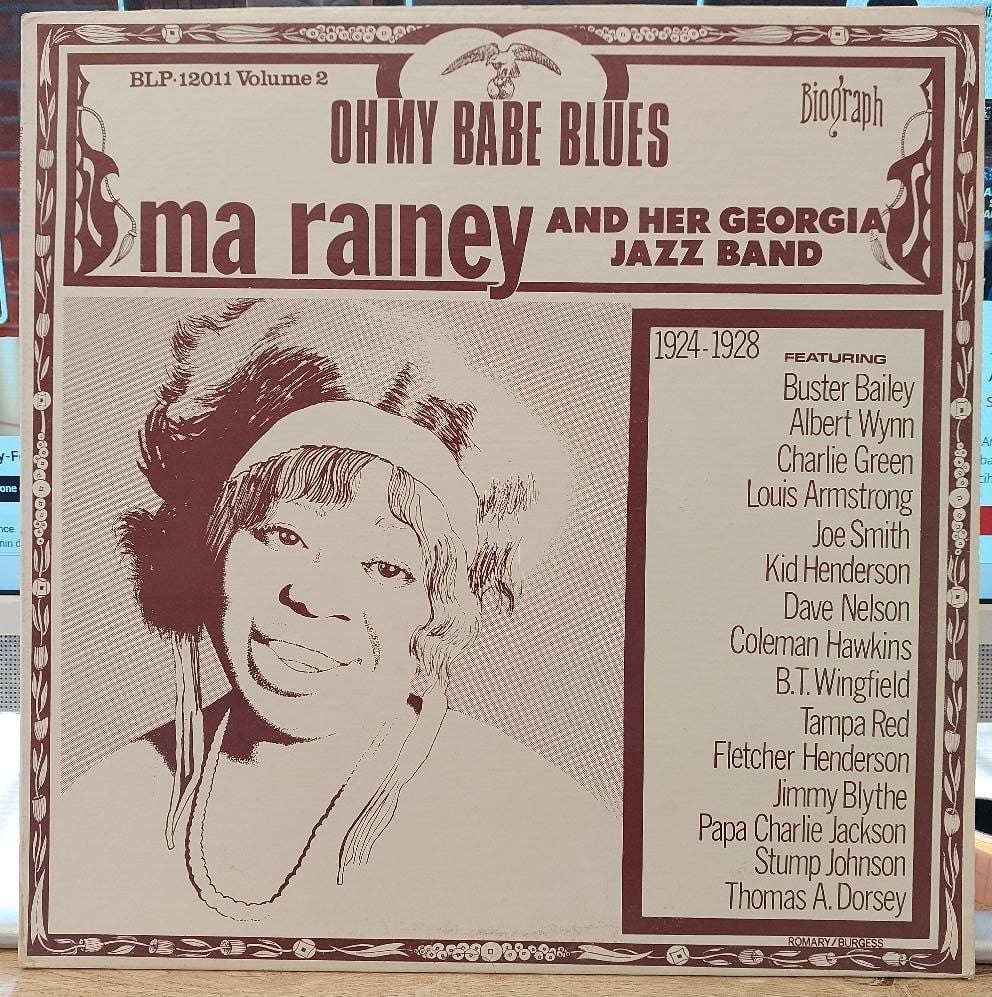 BLP·12011 Volume 2
Biograph
OH MY BABE BLUES
ma rainey AND HER GEORGIA
JAZZ BAND
1924-1928 FEATURING
Buster Bailey
Albert Wynn
Charlie Green
Louis Armstrong
Joe Smith
Kid Henderson
Dave Nelson
Coleman Hawkins
B.T. Wingfield
Tampa Red
Fletcher Henderson
Jimmy Blythe
Papa Charlie Jackson
Stump Johnson
Thomas A. Dorsey
ROMARY/BURGESS